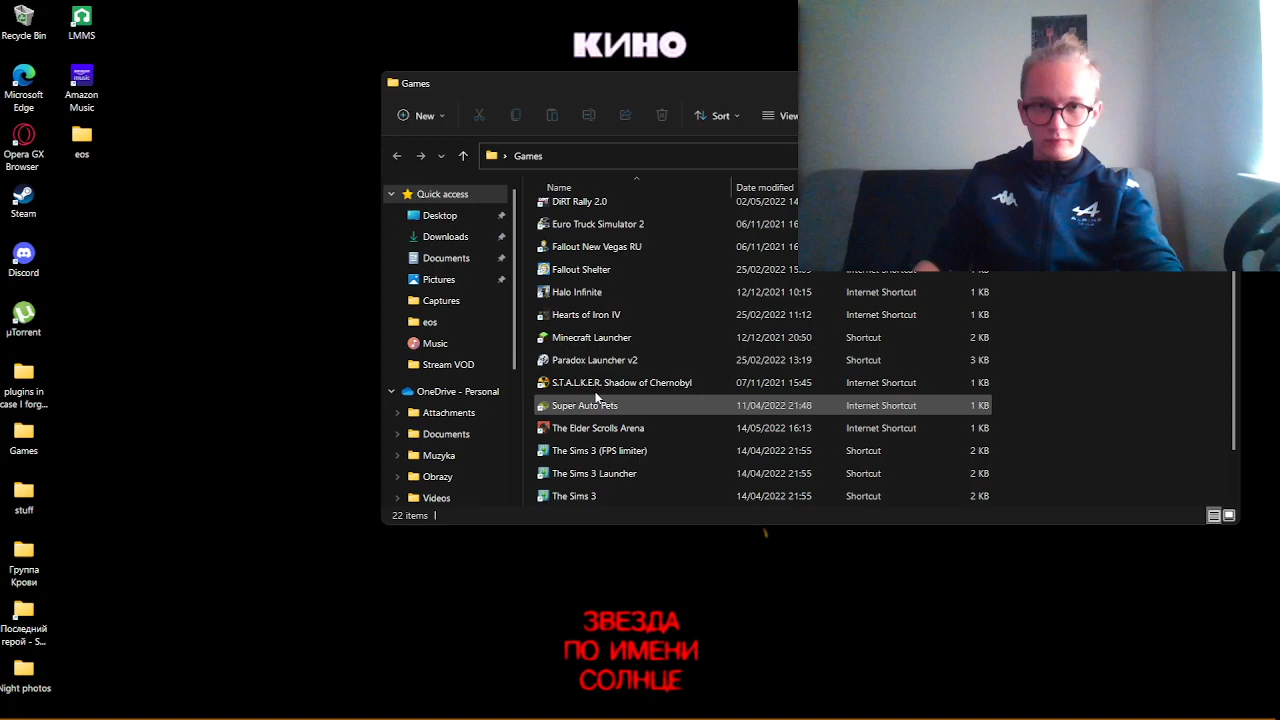 Recycle Bin
LMMS
Microsoft
Edge
Amazon
Music
Opera GX
Browser
eos
Steam
Discord
µTorrent
plugins in
case I forg...
Games
stuff
Группа
Крови
Последний
герой - S...
Night photos
КИНО
Games
New
Sort
View
Games
Name
Date modified
Quick access
Desktop
Downloads
Documents
Pictures
Captures
eos
Music
Stream VOD
OneDrive - Personal
Attachments
Documents
Muzyka
Obrazy
Videos
DiRT Rally 2.0 02/05/2022 14
Euro Truck Simulator 2 06/11/2021 16
Fallout New Vegas RU 06/11/2021 16
Fallout Shelter Internet Shortcut 1 KB
Halo Infinite 12/12/2021 10:15 Internet Shortcut 1 KB
Hearts of Iron IV 25/02/2022 11:12 Internet Shortcut 1 KB
Minecraft Launcher 12/12/2021 20:50 Shortcut 2 KB
Paradox Launcher v2 25/02/2022 13:19 Shortcut 3 KB
S.T.A.L.K.E.R. Shadow of Chernobyl 07/11/2021 15:45 Internet Shortcut 1 KB
Super Auto Pets 11/04/2022 21:48 Internet Shortcut 1 KB
The Elder Scrolls Arena 14/05/2022 16:13 Internet Shortcut 1 KB
The Sims 3 (FPS limiter) 14/04/2022 21:55 Shortcut 2 KB
The Sims 3 Launcher 14/04/2022 21:55 Shortcut 2 KB
The Sims 3 14/04/2022 21:55 Shortcut 2 KB
22 items
ЗВЕЗДА
ПО ИМЕНИ
СОЛНЦЕ